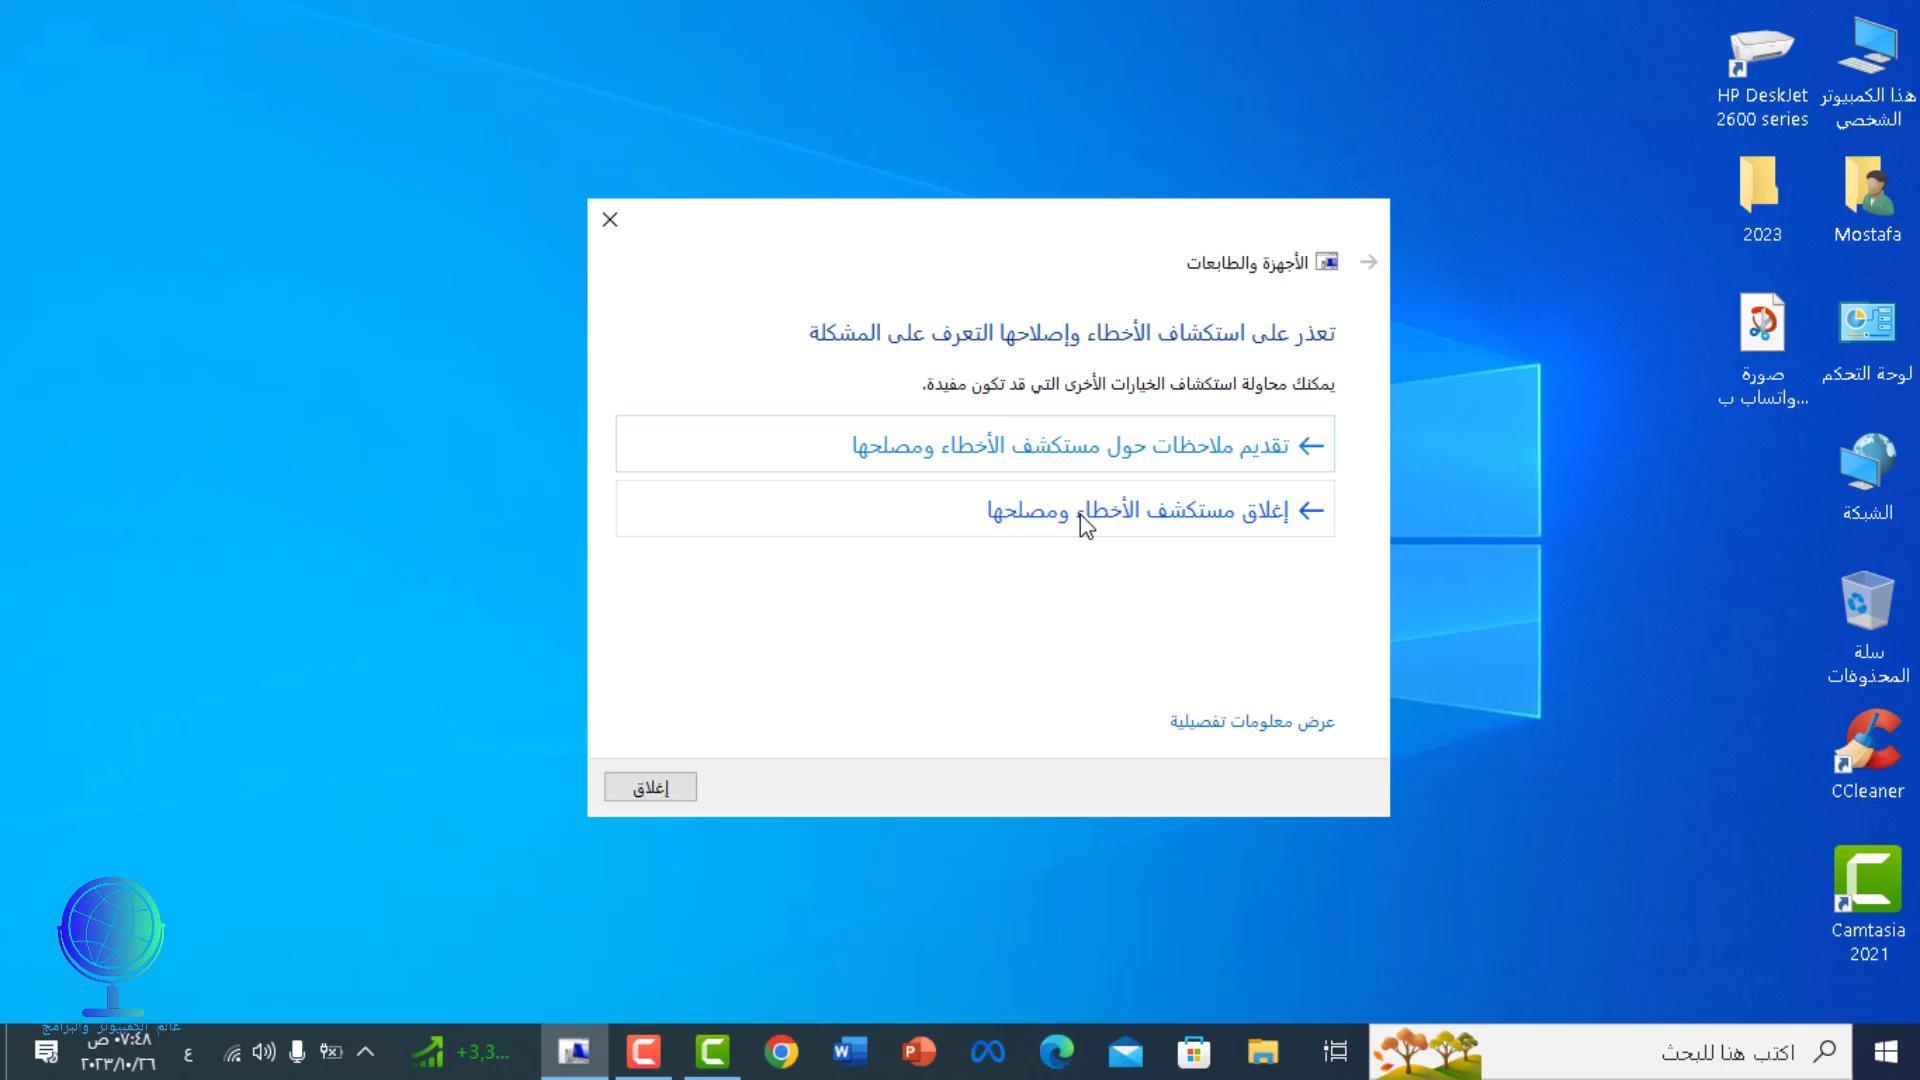 HP DeskJet
2600 series
هذا الكمبيوتر
الشخصي
2023
Mostafa
صورة
واتساب ب...
لوحة التحكم
الشبكة
سلة
المحذوفات
CCleaner
Camtasia
2021
الأجهزة والطابعات
تعذر على استكشاف الأخطاء وإصلاحها التعرف على المشكلة
يمكنك محاولة استكشاف الخيارات الأخرى التي قد تكون مفيدة.
تقديم ملاحظات حول مستكشف الأخطاء ومصلحها
إغلاق مستكشف الأخطاء ومصلحها
عرض معلومات تفصيلية
إغلاق
عالم الكمبيوتر والبرامج
اكتب هنا للبحث
+3,3...
ع
٠٧:٤٨ ص
٢٠٢٣/١٠/٢٦